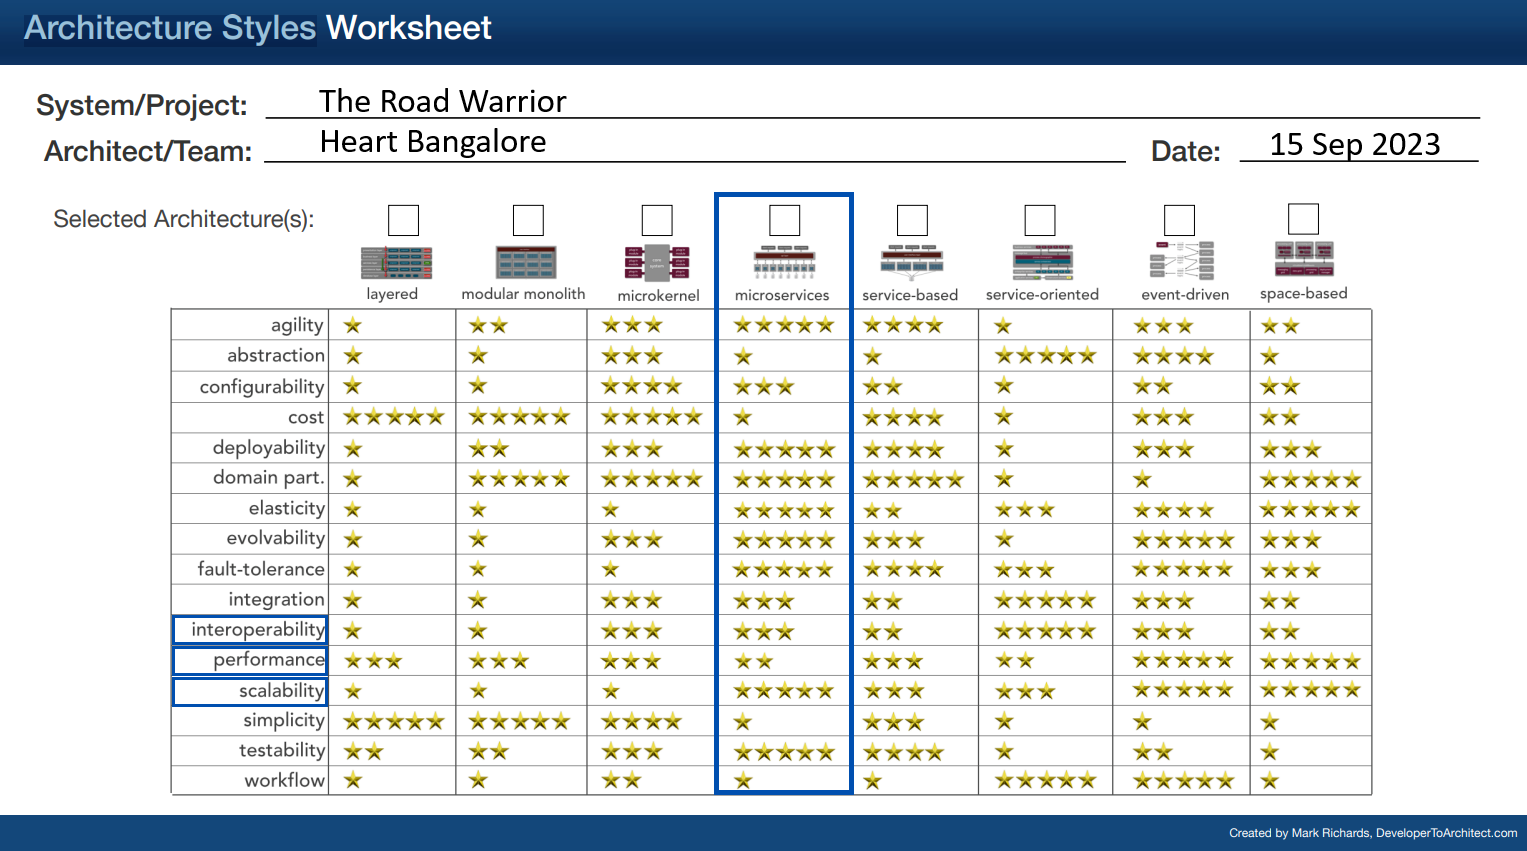 Architecture Styles Worksheet
System/Project: The Road Warrior
Architect/Team: Heart Bangalore Date: 15 Sep 2023
Selected Architecture(s):
layered modular monolith microkernel microservices service-based service-oriented event-driven space-based
agility
abstraction
configurability
cost
deployability
domain part.
elasticity
evolvability
fault-tolerance
integration
interoperability
performance
scalability
simplicity
testability
workflow
Created by Mark Richards, DeveloperToArchitect.com